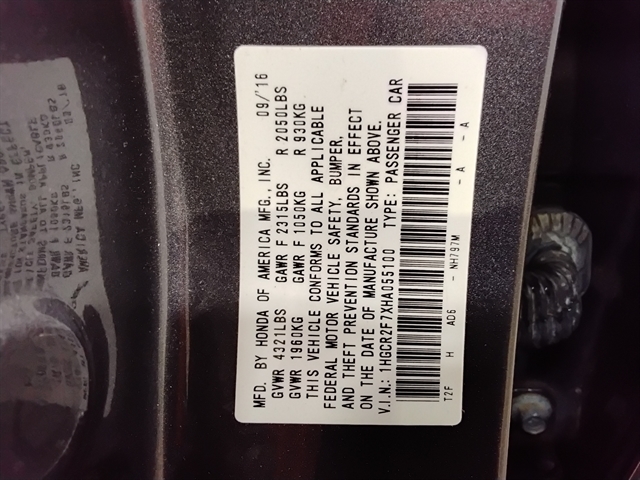 MFD. BY HONDA OF AMERICA MFG., INC. 09/'16
GVWR 4321LBS GAWR F 2315LBS R 2050LBS
GVWR 1960KG GAWR F 1050KG R 930KG
THIS VEHICLE CONFORMS TO ALL APPLICABLE
FEDERAL MOTOR VEHICLE SAFETY, BUMPER,
AND THEFT PREVENTION STANDARDS IN EFFECT
ON THE DATE OF MANUFACTURE SHOWN ABOVE.
V.I.N.: 1HGCR2F7XHA055100 TYPE: PASSENGER CAR
T2F H AD6 - NH797M - A - A